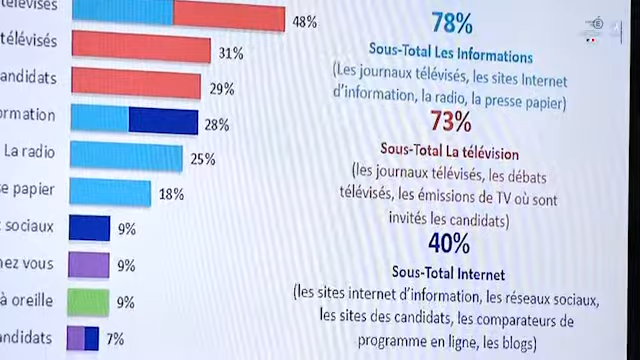 télévisés 48%
télévisés 31%
candidats 29%
28%
La radio 25%
papier 18%
sociaux 9%
vous 9%
à oreille 9%
candidats 7%
78%
Sous-Total Les Informations
(Les journaux télévisés, les sites Internet
d'information, la radio, la presse papier)
73%
Sous-Total La télévision
(les journaux télévisés, les débats
télévisés, les émissions de TV où sont
invités les candidats)
40%
Sous-Total Internet
(les sites internet d'information, les réseaux sociaux,
les sites des candidats, les comparateurs de
programme en ligne, les blogs)